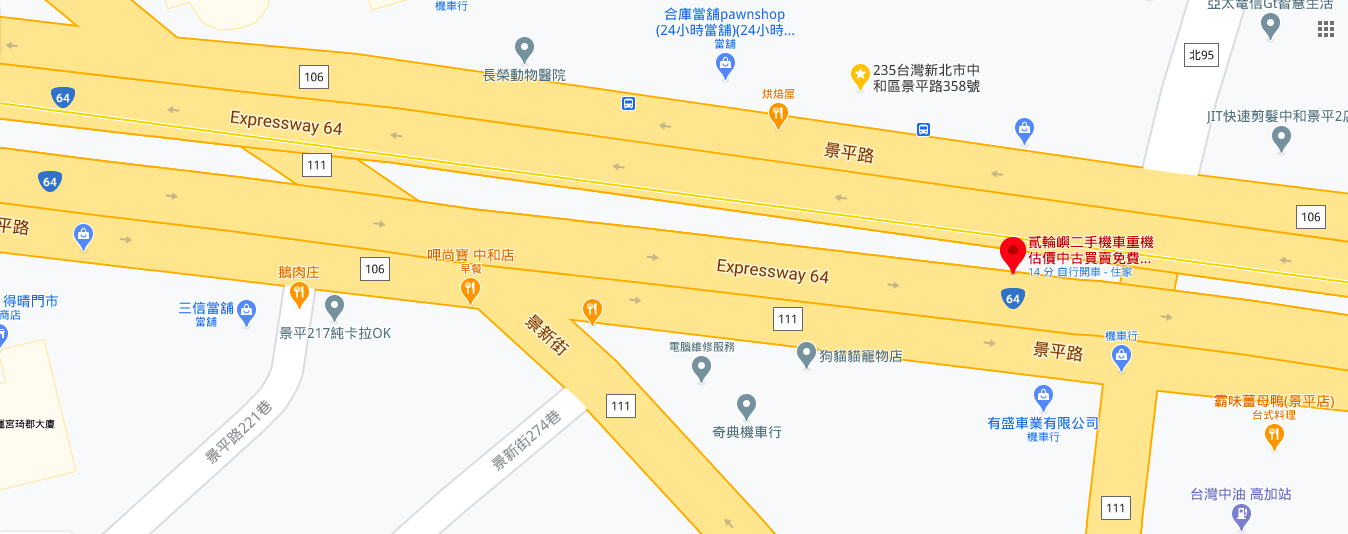 機車行
合庫當舖pawnshop
(24小時當舖)(24小時...
當舖
亞太電信Gt智慧生活
北95
長榮動物醫院
106
235台灣新北市中
和區景平路358號
64
烘焙屋
JIT快速剪髮中和景平2店
Expressway 64
景平路
111
64
106
平路
貳輪嶼二手機車重機
估價中古買賣免費...
14 分 自行開車 - 住家
呷尚寶 中和店
早餐
106
鵝肉庄
Expressway 64
64
得晴門市
商店
三信當舖
當舖
景平217純卡拉OK
景新街
111
機車行
電腦維修服務
狗貓貓寵物店
景平路
111
霸味薑母鴨(景平店)
台式料理
有盛車業有限公司
機車行
奇典機車行
景平路221巷
景新街274巷
運宮琦郡大廈
台灣中油 高加站
111